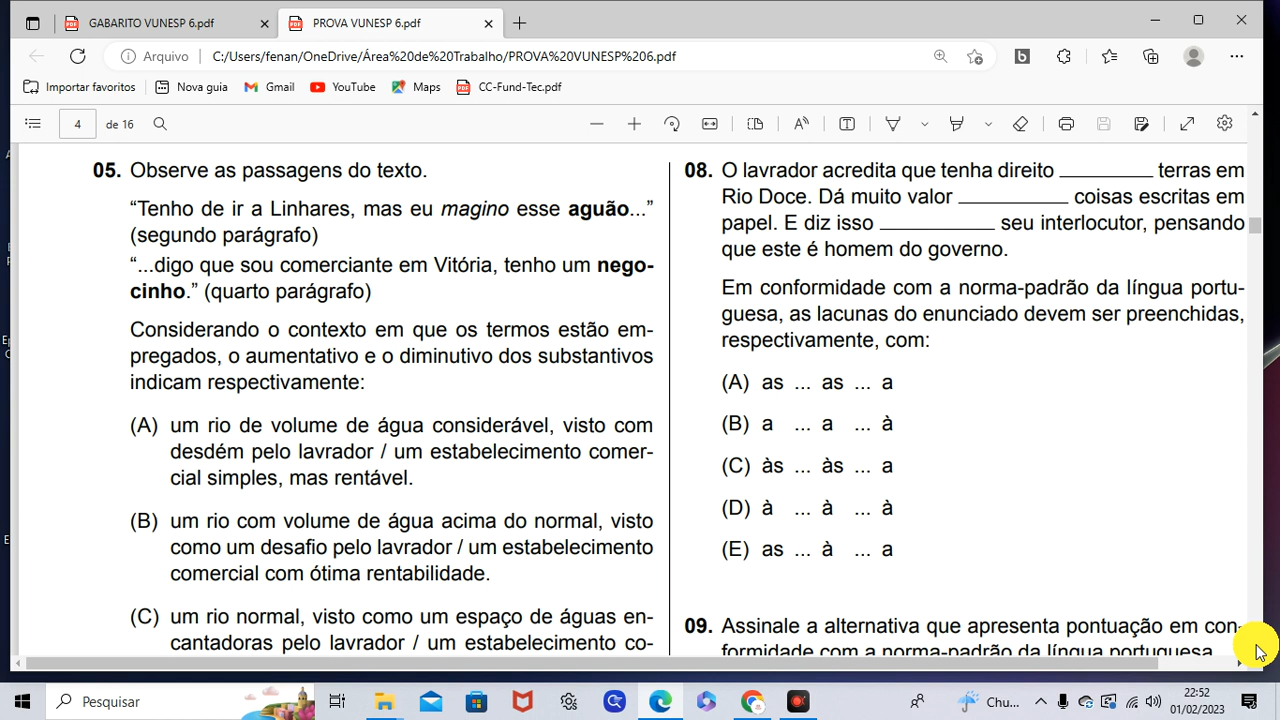 GABARITO VUNESP 6.pdf
PROVA VUNESP 6.pdf
Arquivo
C:/Users/fenan/OneDrive/Área%20de%20Trabalho/PROVA%20VUNESP%206.pdf
Importar favoritos
Nova guia
Gmail
YouTube
Maps
CC-Fund-Tec.pdf
4 de 16
05. Observe as passagens do texto.
“Tenho de ir a Linhares, mas eu magino esse aguão...”
(segundo parágrafo)
“...digo que sou comerciante em Vitória, tenho um nego-
cinho.” (quarto parágrafo)
Considerando o contexto em que os termos estão em-
pregados, o aumentativo e o diminutivo dos substantivos
indicam respectivamente:
(A) um rio de volume de água considerável, visto com
desdém pelo lavrador / um estabelecimento comer-
cial simples, mas rentável.
(B) um rio com volume de água acima do normal, visto
como um desafio pelo lavrador / um estabelecimento
comercial com ótima rentabilidade.
(C) um rio normal, visto como um espaço de águas en-
cantadoras pelo lavrador / um estabelecimento co-
08. O lavrador acredita que tenha direito __________ terras em
Rio Doce. Dá muito valor ____________ coisas escritas em
papel. E diz isso ____________ seu interlocutor, pensando
que este é homem do governo.
Em conformidade com a norma-padrão da língua portu-
guesa, as lacunas do enunciado devem ser preenchidas,
respectivamente, com:
(A) as ... as ... a
(B) a ... a ... à
(C) às ... às ... a
(D) à ... à ... à
(E) as ... à ... a
09. Assinale a alternativa que apresenta pontuação em con-
formidade com a norma-padrão da língua portuguesa.
Pesquisar
Chu...
22:52
01/02/2023